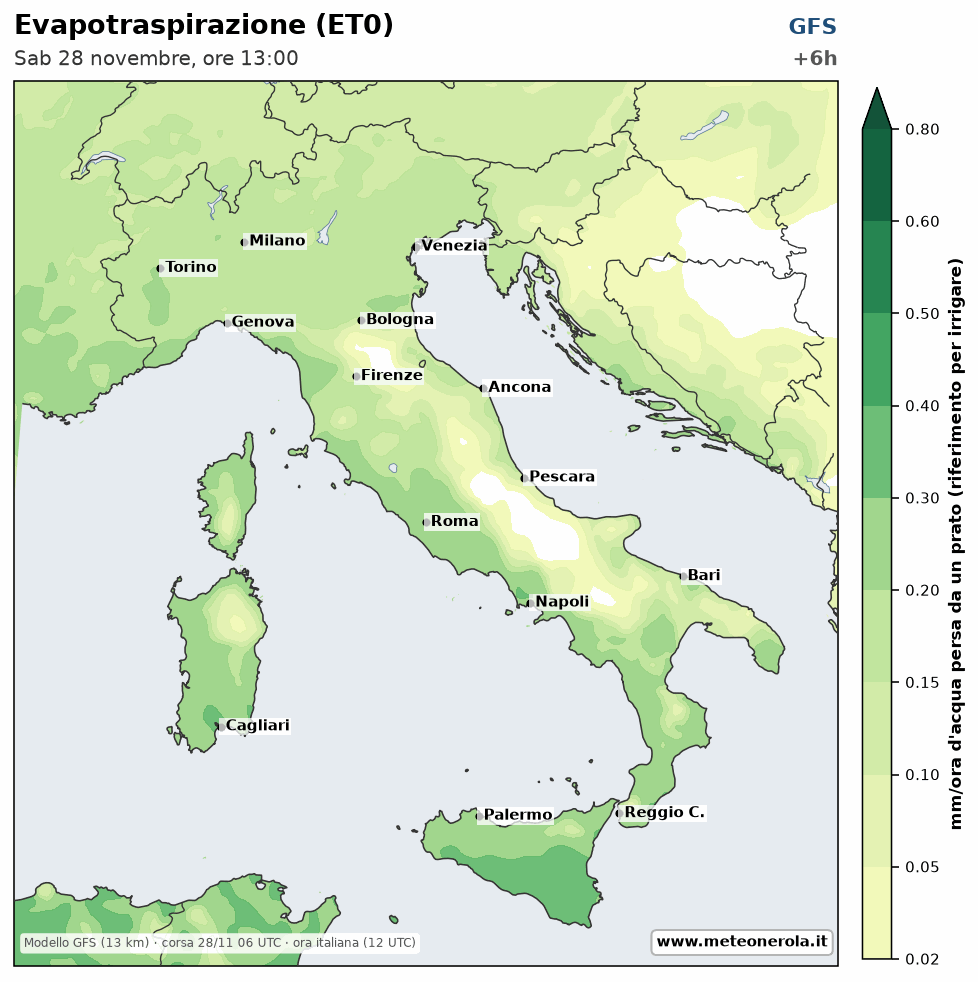 Evapotraspirazione (ET0)
GFS
Sab 28 novembre, ore 13:00
+6h
Milano
Venezia
Torino
Genova
Bologna
Firenze
Ancona
Pescara
Roma
Bari
Napoli
Cagliari
Palermo
Reggio C.
Modello GFS (13 km) · corsa 28/11 06 UTC · ora italiana (12 UTC)
www.meteonerola.it
0.80
0.60
0.50
0.40
0.30
0.20
0.15
0.10
0.05
0.02
mm/ora d'acqua persa da un prato (riferimento per irrigare)